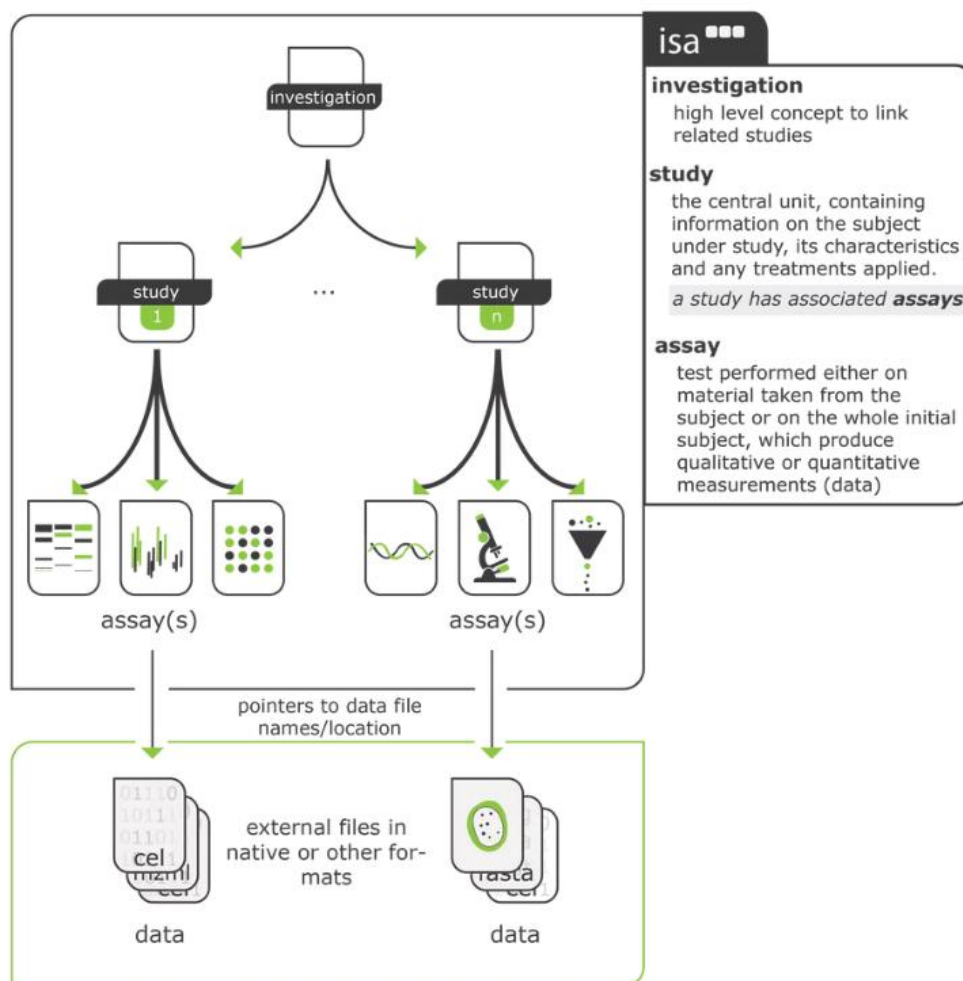 isa
investigation
high level concept to link
related studies
study
the central unit, containing
information on the subject
under study, its characteristics
and any treatments applied.
a study has associated assays
assay
test performed either on
material taken from the
subject or on the whole initial
subject, which produce
qualitative or quantitative
measurements (data)
investigation
study
1
...
study
n
assay(s)
assay(s)
pointers to data file
names/location
01110
cel
mzml
cel
external files in
native or other for-
mats
fasta
cel
data
data